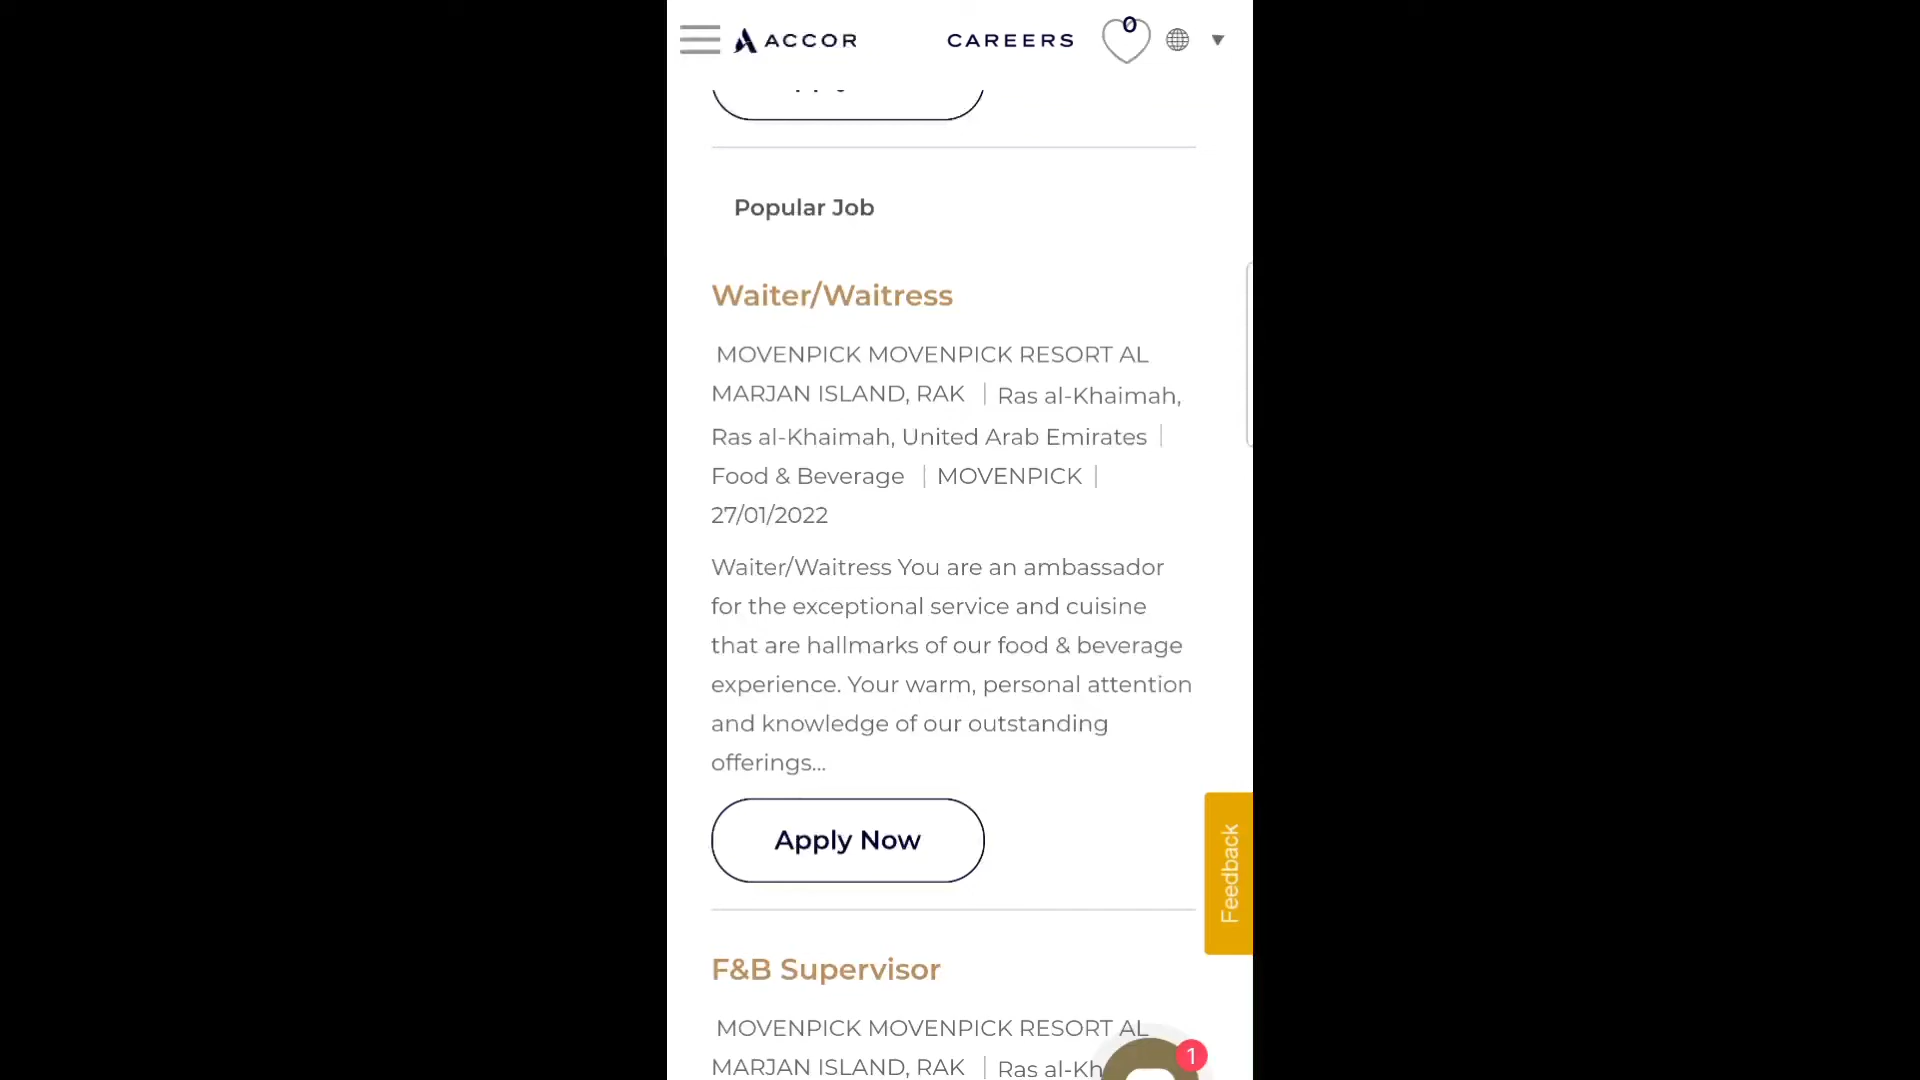 ACCOR CAREERS 0
Popular Job
Waiter/Waitress
MOVENPICK MOVENPICK RESORT AL
MARJAN ISLAND, RAK | Ras al-Khaimah,
Ras al-Khaimah, United Arab Emirates |
Food & Beverage | MOVENPICK |
27/01/2022
Waiter/Waitress You are an ambassador
for the exceptional service and cuisine
that are hallmarks of our food & beverage
experience. Your warm, personal attention
and knowledge of our outstanding
offerings...
Apply Now
Feedback
F&B Supervisor
MOVENPICK MOVENPICK RESORT AL
1
MARJAN ISLAND, RAK | Ras al-Kh